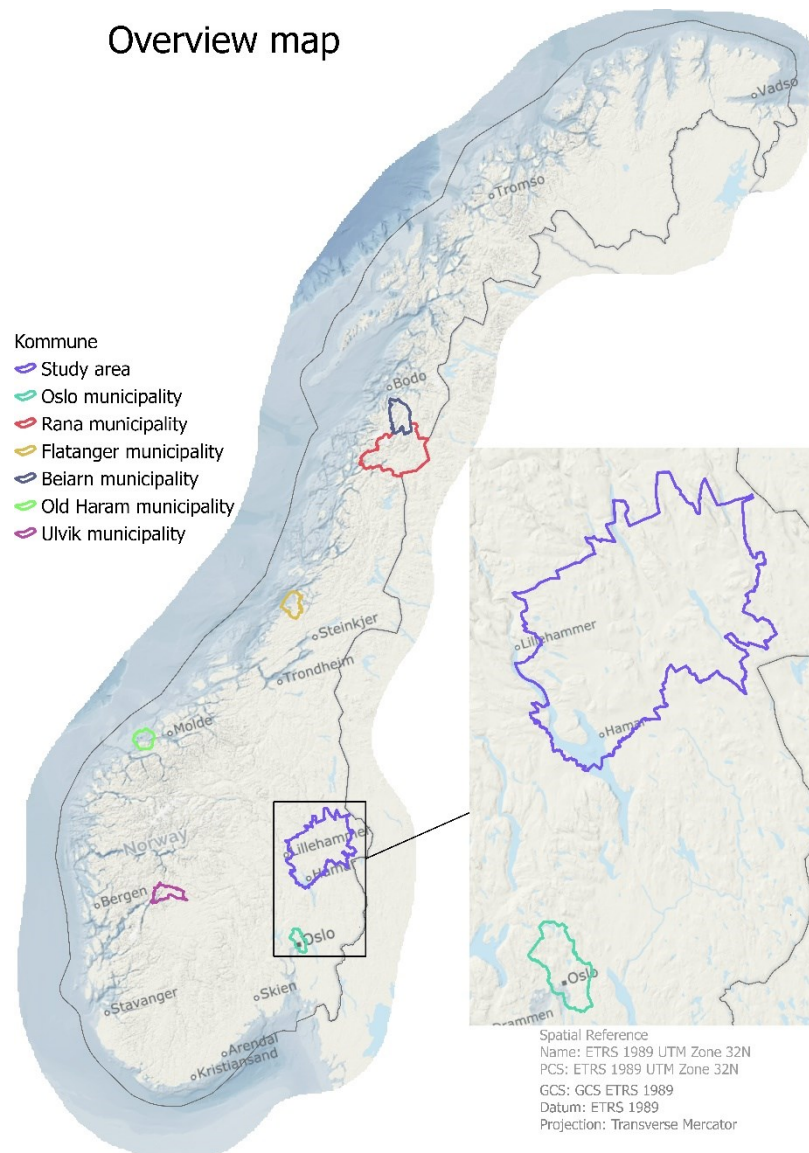 Overview map
Vadsø
Tromsø
Kommune
Study area
Oslo municipality
Rana municipality
Flatanger municipality
Beiarn municipality
Old Haram municipality
Ulvik municipality
Bodo
Steinkjer
Trondheim
Molde
Norway
Lillehammer
Hamar
Bergen
Oslo
Stavanger
Skien
Arendal
Kristiansand
Lillehammer
Hamar
Oslo
Drammen
Spatial Reference
Name: ETRS 1989 UTM Zone 32N
PCS: ETRS 1989 UTM Zone 32N
GCS: GCS ETRS 1989
Datum: ETRS 1989
Projection: Transverse Mercator